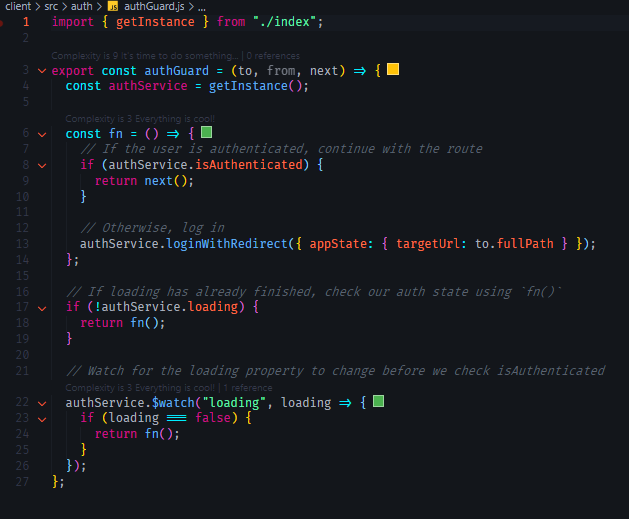 client > src > auth > JS authGuard.js > ...
1 import { getInstance } from "./index";
2
Complexity is 9 It's time to do something... | 0 references
3 export const authGuard = (to, from, next) => {
4 const authService = getInstance();
5
Complexity is 3 Everything is cool!
6 const fn = () => {
7 // If the user is authenticated, continue with the route
8 if (authService.isAuthenticated) {
9 return next();
10 }
11
12 // Otherwise, log in
13 authService.loginWithRedirect({ appState: { targetUrl: to.fullPath } });
14 };
15
16 // If loading has already finished, check our auth state using `fn()`
17 if (!authService.loading) {
18 return fn();
19 }
20
21 // Watch for the loading property to change before we check isAuthenticated
Complexity is 3 Everything is cool! | 1 reference
22 authService.$watch("loading", loading => {
23 if (loading === false) {
24 return fn();
25 }
26 });
27 };